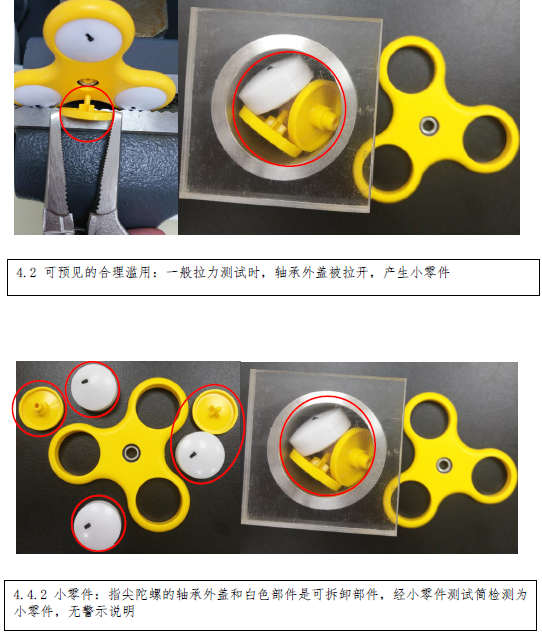 4.2 可预见的合理滥用：一般拉力测试时，轴承外盖被拉开，产生小零件
4.4.2 小零件：指尖陀螺的轴承外盖和白色部件是可拆卸部件，经小零件测试筒检测为
小零件，无警示说明